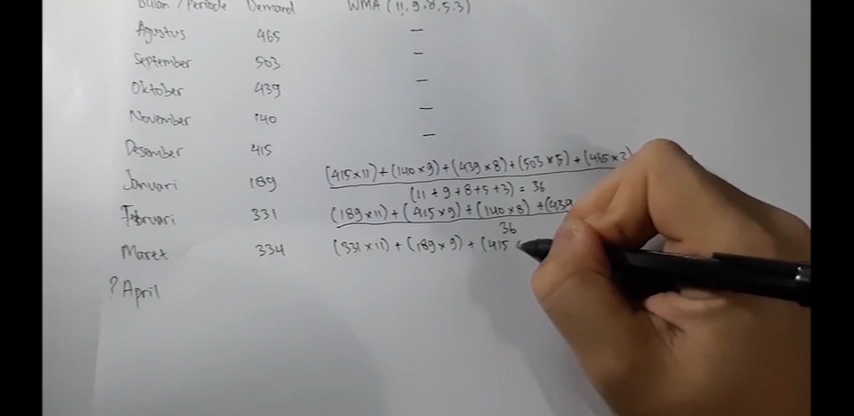 Bulan / Periode Demand WMA (11, 9, 8, 5, 3)
Agustus 465 -
September 503 -
Oktober 439 -
November 140 -
Desember 415 -
Januari 189 (415×11)+(140×9)+(439×8)+(503×5)+(465×3)
(11+9+8+5+3) = 36
Februari 331 (189×11)+(415×9)+(140×8)+(439
36
Maret 334 (331×11)+(189×9)+(415
? April